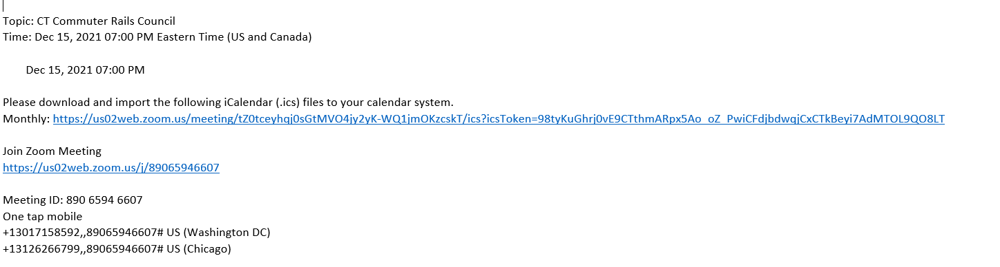 Topic: CT Commuter Rails Council
Time: Dec 15, 2021 07:00 PM Eastern Time (US and Canada)
Dec 15, 2021 07:00 PM
Please download and import the following iCalendar (.ics) files to your calendar system.
Monthly: https://us02web.zoom.us/meeting/tZ0tceyhqj0sGtMVO4jy2yK-WQ1jmOKzcskT/ics?icsToken=98tyKuGhrj0vE9CTthmARpx5Ao_oZ_PwiCFdjbdwqjCxCTkBeyi7AdMTOL9QO8LT
Join Zoom Meeting
https://us02web.zoom.us/j/89065946607
Meeting ID: 890 6594 6607
One tap mobile
+13017158592,,89065946607# US (Washington DC)
+13126266799,,89065946607# US (Chicago)